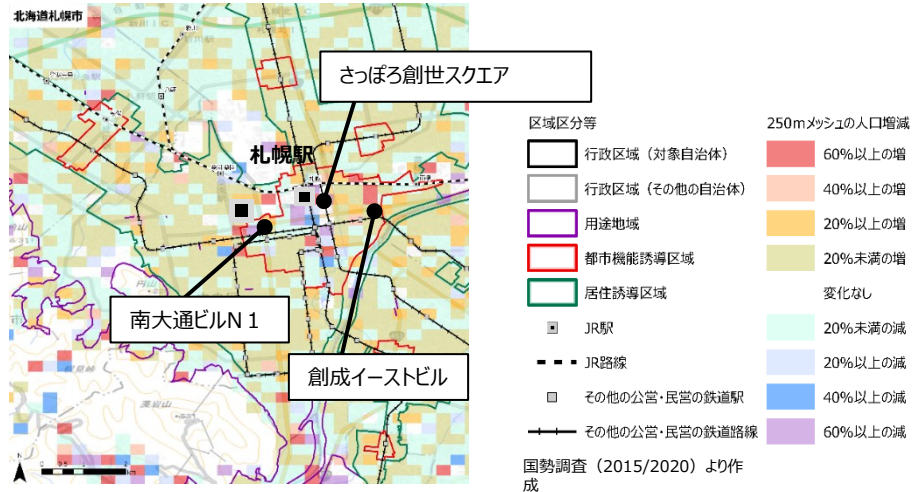 北海道札幌市
さっぽろ創世スクエア
札幌駅
南大通ビルN1
創成イーストビル
N
区域区分等
行政区域（対象自治体）
行政区域（その他の自治体）
用途地域
都市機能誘導区域
居住誘導区域
JR駅
JR路線
その他の公営・民営の鉄道駅
その他の公営・民営の鉄道路線
国勢調査（2015/2020）より作
成
250mメッシュの人口増減
60%以上の増
40%以上の増
20%以上の増
20%未満の増
変化なし
20%未満の減
20%以上の減
40%以上の減
60%以上の減